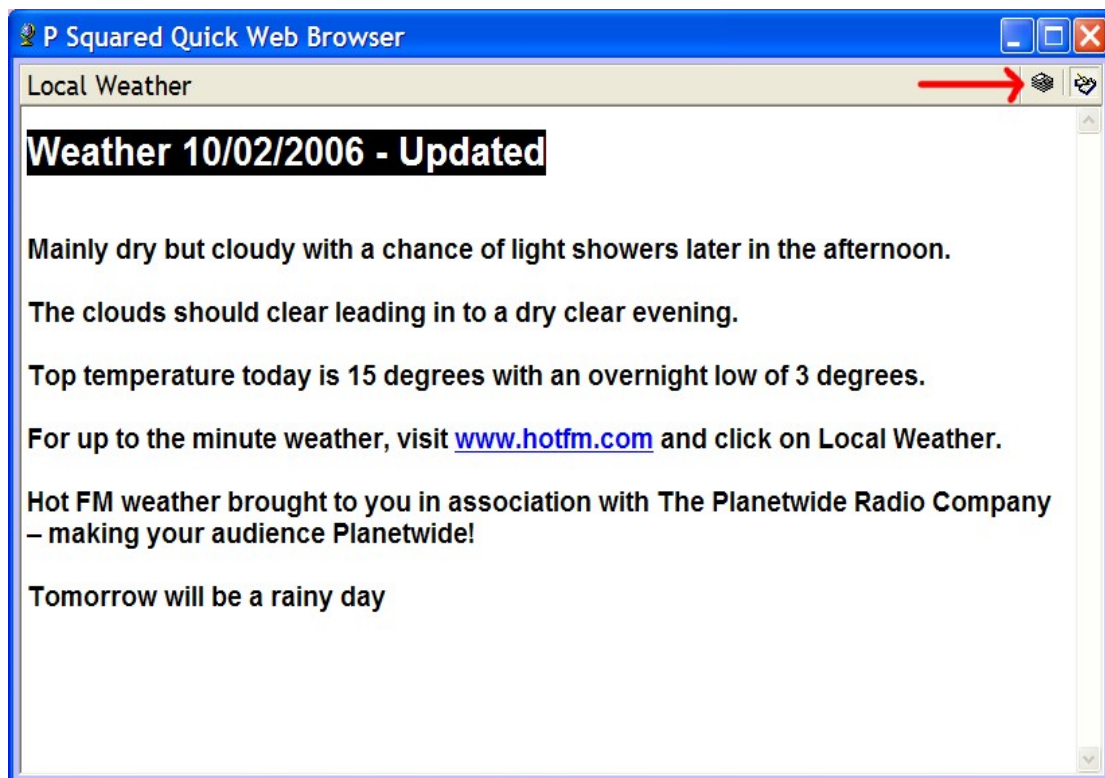 P Squared Quick Web Browser
Local Weather
Weather 10/02/2006 - Updated
Mainly dry but cloudy with a chance of light showers later in the afternoon.
The clouds should clear leading in to a dry clear evening.
Top temperature today is 15 degrees with an overnight low of 3 degrees.
For up to the minute weather, visit www.hotfm.com and click on Local Weather.
Hot FM weather brought to you in association with The Planetwide Radio Company
– making your audience Planetwide!
Tomorrow will be a rainy day